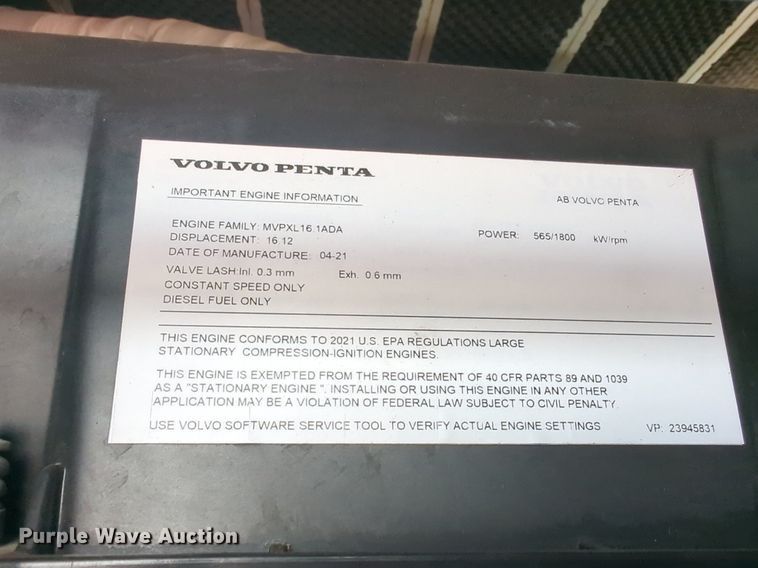 VOLVO PENTA
IMPORTANT ENGINE INFORMATION
AB VOLVO PENTA
ENGINE FAMILY: MVPXL16.1ADA
POWER: 565/1800 kW/rpm
DISPLACEMENT: 16.12
DATE OF MANUFACTURE: 04-21
VALVE LASH:Inl. 0.3 mm Exh. 0.6 mm
CONSTANT SPEED ONLY
DIESEL FUEL ONLY
THIS ENGINE CONFORMS TO 2021 U.S. EPA REGULATIONS LARGE
STATIONARY COMPRESSION-IGNITION ENGINES.
THIS ENGINE IS EXEMPTED FROM THE REQUIREMENT OF 40 CFR PARTS 89 AND 1039
AS A "STATIONARY ENGINE ". INSTALLING OR USING THIS ENGINE IN ANY OTHER
APPLICATION MAY BE A VIOLATION OF FEDERAL LAW SUBJECT TO CIVIL PENALTY.
USE VOLVO SOFTWARE SERVICE TOOL TO VERIFY ACTUAL ENGINE SETTINGS
VP: 23945831
Purple Wave Auction